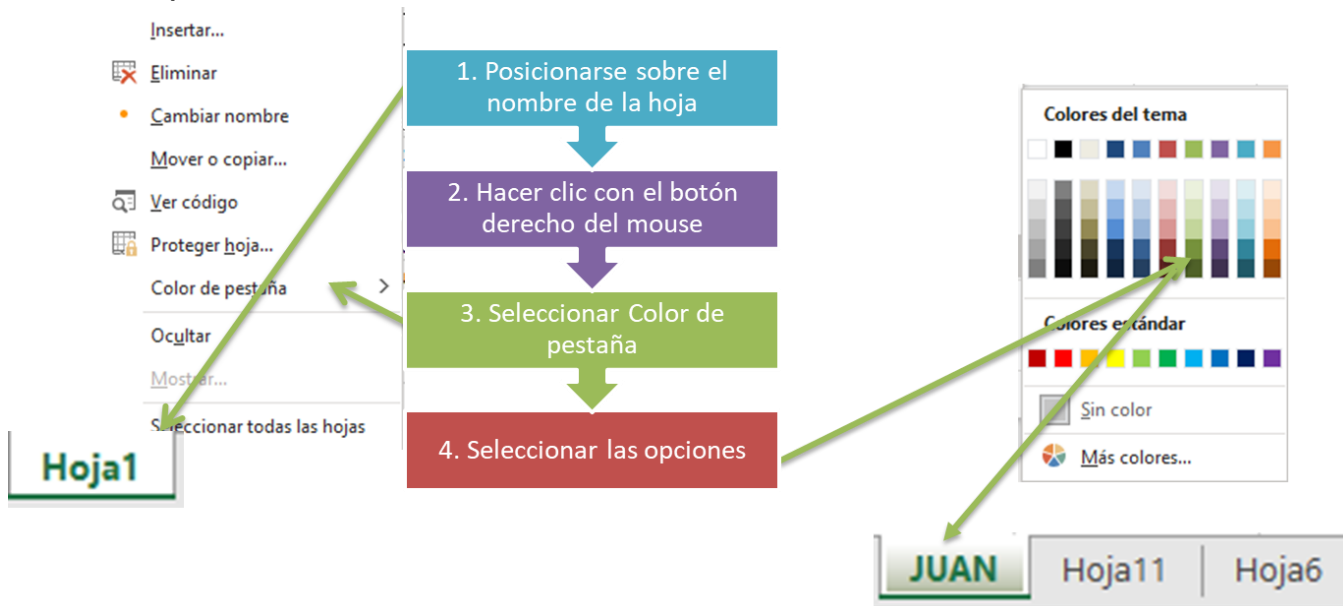 Insertar...
Eliminar
Cambiar nombre
Mover o copiar...
Ver código
Proteger hoja...
Color de pestaña
Ocultar
Mostrar...
Seleccionar todas las hojas
Hoja1
1. Posicionarse sobre el
nombre de la hoja
2. Hacer clic con el botón
derecho del mouse
3. Seleccionar Color de
pestaña
4. Seleccionar las opciones
Colores del tema
Colores estándar
Sin color
Más colores...
JUAN
Hoja11
Hoja6